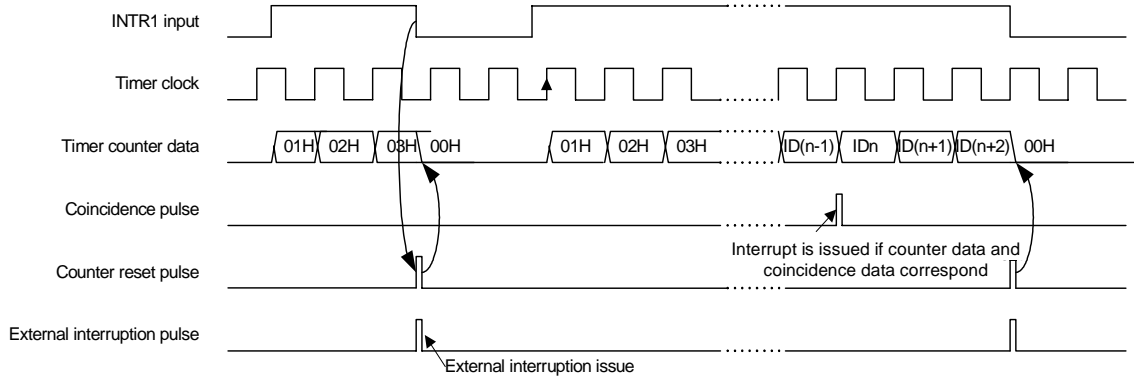 INTR1 input
Timer clock
Timer counter data
01H 02H 03H 00H 01H 02H 03H ID(n-1) IDn ID(n+1) ID(n+2) 00H
Coincidence pulse
Interrupt is issued if counter data and
coincidence data correspond
Counter reset pulse
External interruption pulse
External interruption issue